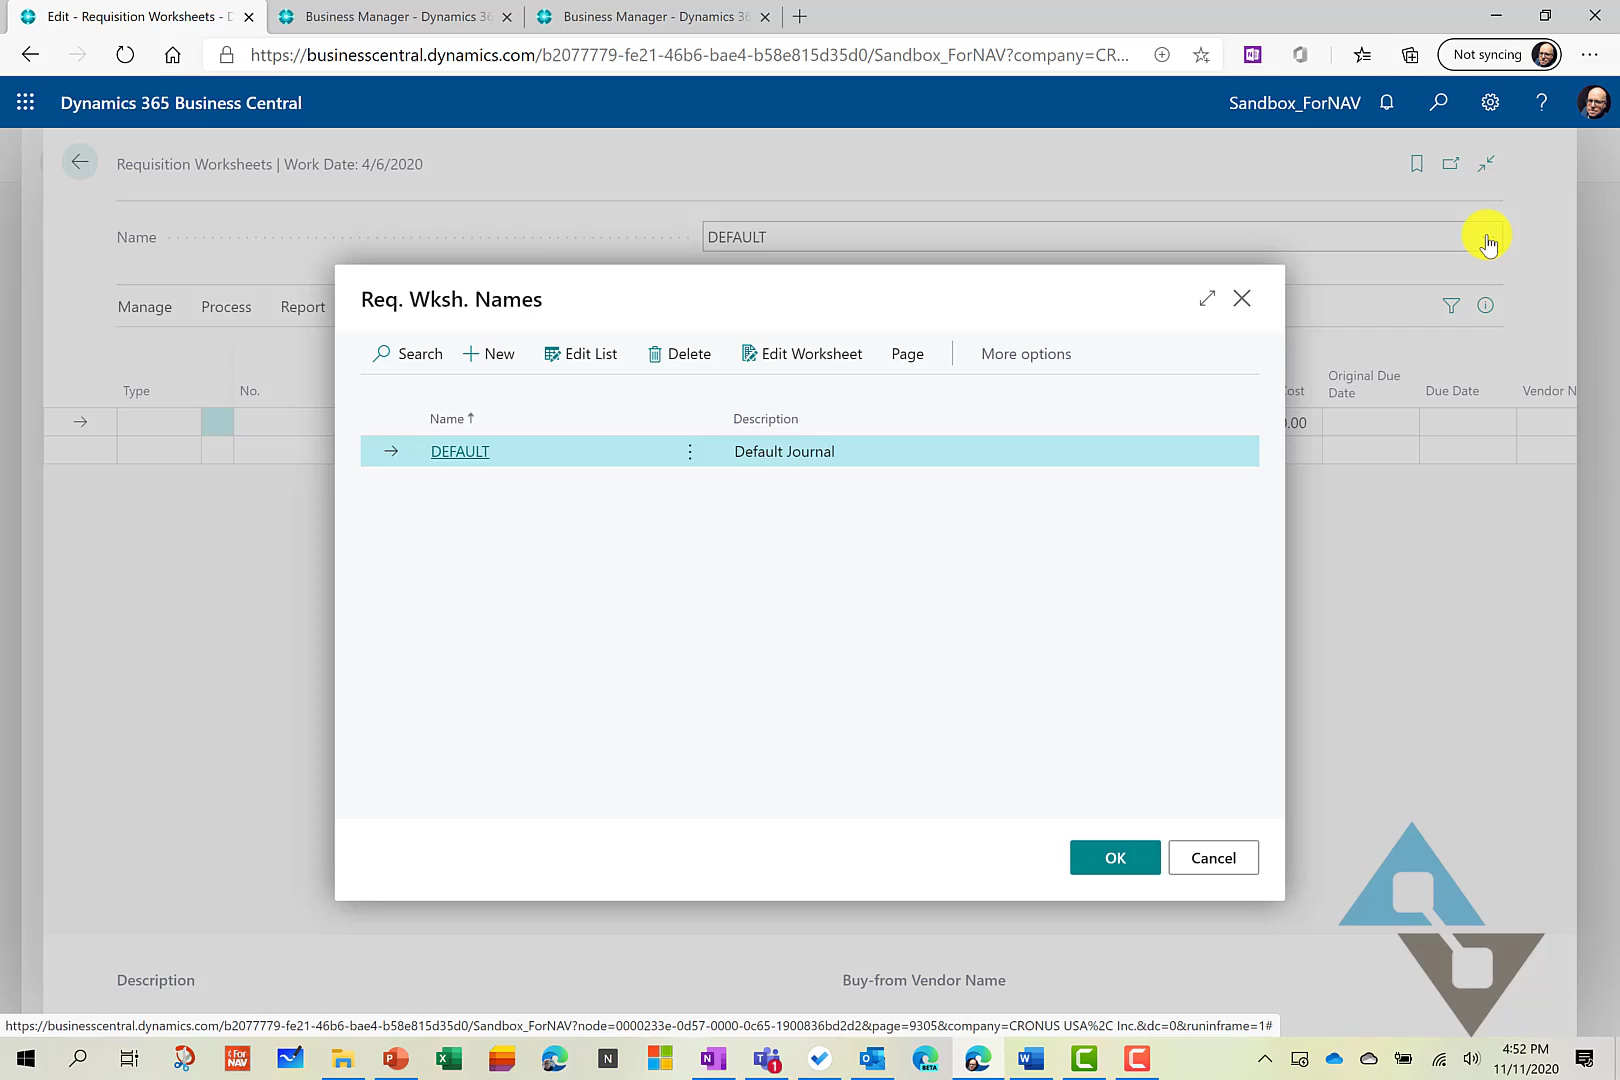 Edit - Requisition Worksheets - D
Business Manager - Dynamics 36
Business Manager - Dynamics 36
https://businesscentral.dynamics.com/b2077779-fe21-46b6-bae4-b58e815d35d0/Sandbox_ForNAV?company=CR...
Not syncing
Dynamics 365 Business Central
Sandbox_ForNAV
Requisition Worksheets | Work Date: 4/6/2020
Name
DEFAULT
Manage
Process
Report
Req. Wksh. Names
Search
New
Edit List
Delete
Edit Worksheet
Page
More options
Type
No.
Original Due
Date
Due Date
Vendor N
Name
Description
DEFAULT
Default Journal
OK
Cancel
Description
Buy-from Vendor Name
https://businesscentral.dynamics.com/b2077779-fe21-46b6-bae4-b58e815d35d0/Sandbox_ForNAV?node=0000233e-0d57-0000-0c65-1900836bd2d2&page=9305&company=CRONUS USA%2C Inc.&dc=0&runinframe=1#
4:52 PM
11/11/2020